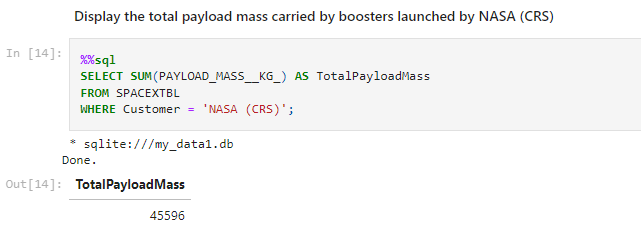 Display the total payload mass carried by boosters launched by NASA (CRS)
In [14]:
%%sql
SELECT SUM(PAYLOAD_MASS__KG_) AS TotalPayloadMass
FROM SPACEXTBL
WHERE Customer = 'NASA (CRS)';
* sqlite:///my_data1.db
Done.
Out[14]: TotalPayloadMass
45596